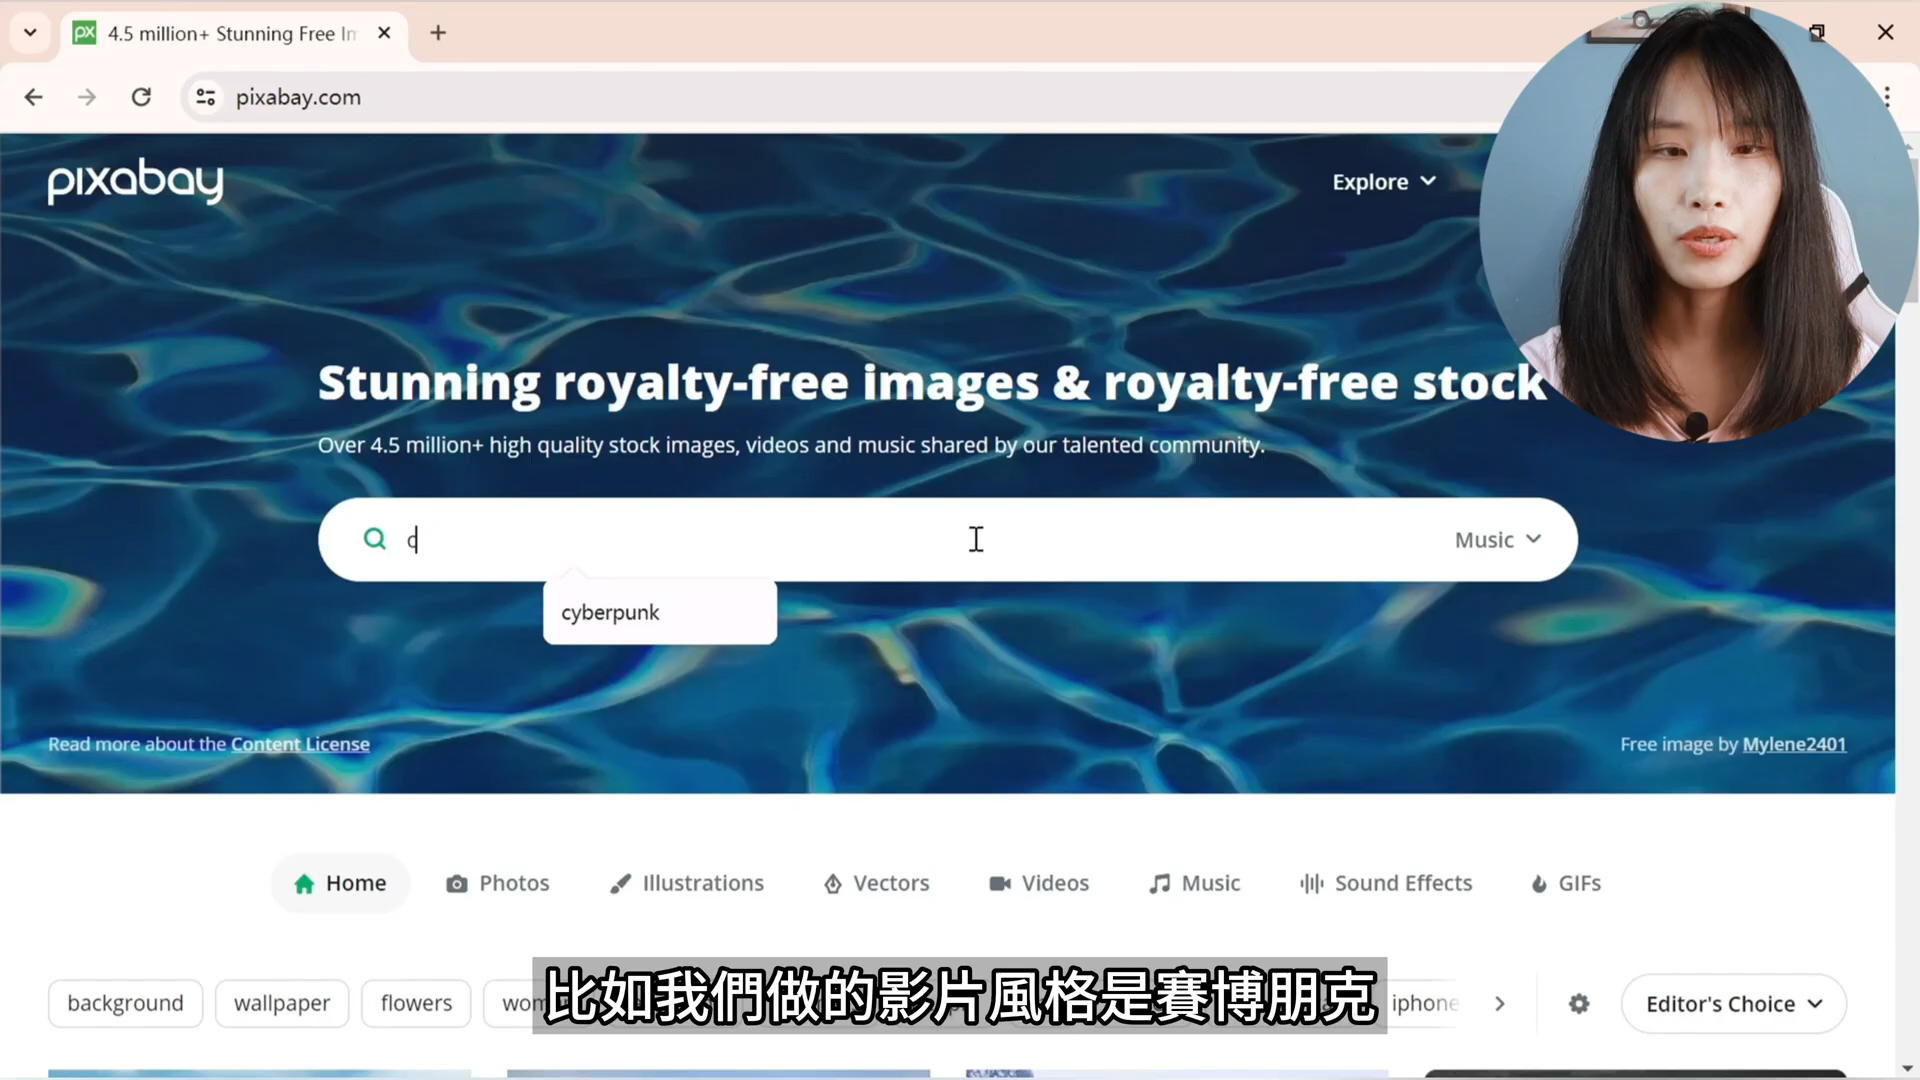 4.5 million+ Stunning Free Im
pixabay.com
pixabay
Explore
Stunning royalty-free images & royalty-free stock
Over 4.5 million+ high quality stock images, videos and music shared by our talented community.
c
Music
cyberpunk
Read more about the Content License
Free image by Mylene2401
Home
Photos
Illustrations
Vectors
Videos
Music
Sound Effects
GIFs
background
wallpaper
flowers
比如我們做的影片風格是賽博朋克
iphone
Editor's Choice